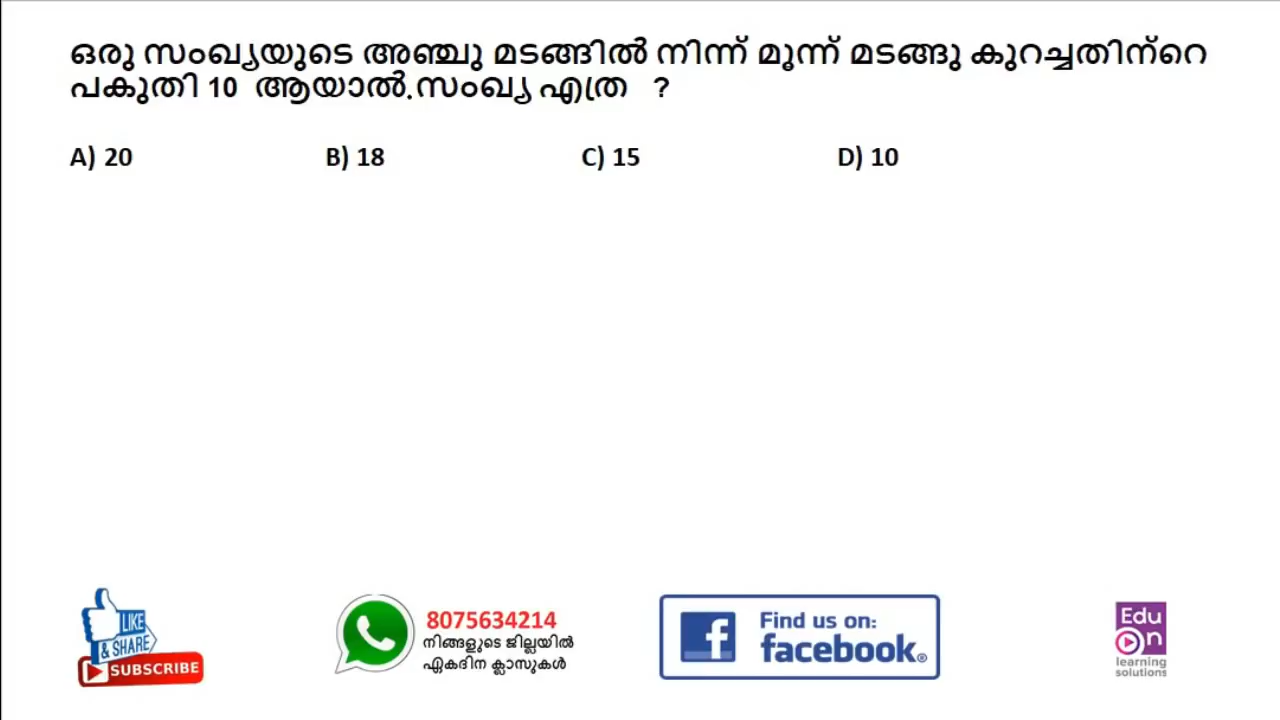 ഒരു സംഖ്യയുടെ അഞ്ചു മടങ്ങിൽ നിന്ന് മൂന്ന് മടങ്ങു കുറച്ചതിന്റെ
പകുതി 10 ആയാൽ.സംഖ്യ എത്ര ?
A) 20 B) 18 C) 15 D) 10
LIKE
& SHARE
SUBSCRIBE
8075634214
നിങ്ങളുടെ ജില്ലയിൽ
ഏകദിന ക്ലാസുകൾ
f Find us on:
facebook®
Edu
On
learning
solutions